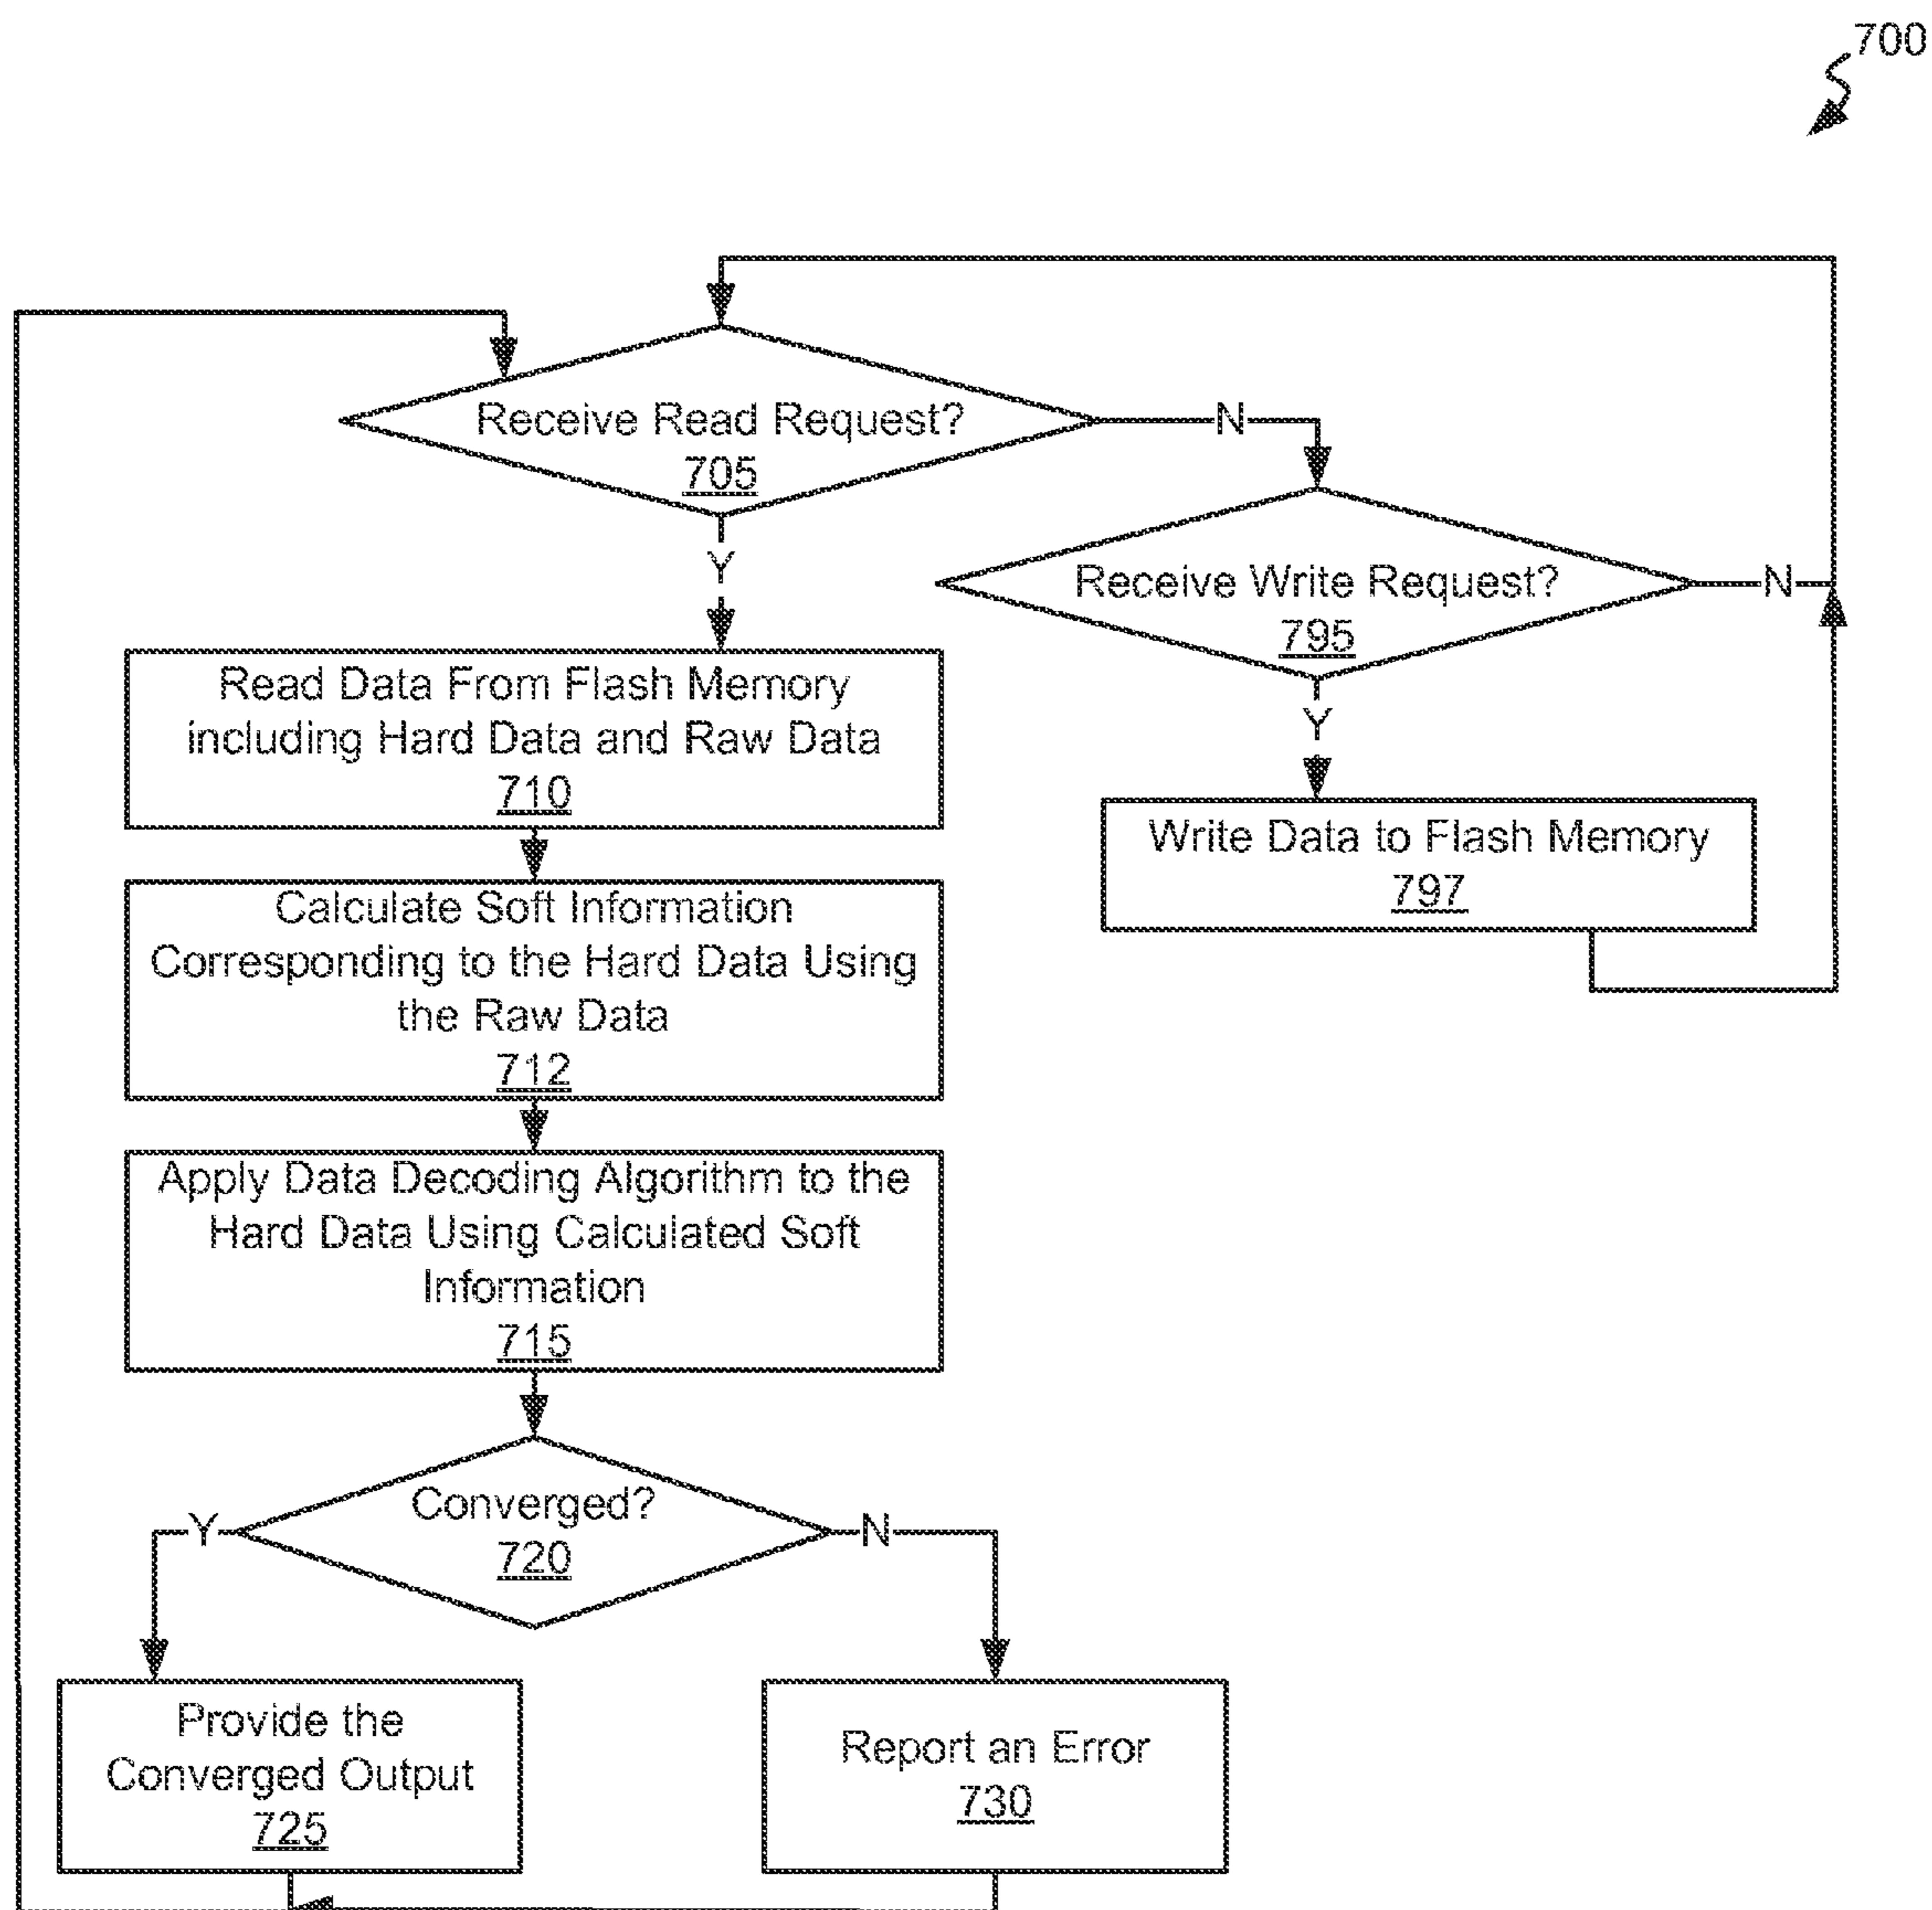 700
Receive Read Request?
705
N
Y
Receive Write Request?
795
N
Y
Read Data From Flash Memory
including Hard Data and Raw Data
710
Write Data to Flash Memory
797
Calculate Soft Information
Corresponding to the Hard Data Using
the Raw Data
712
Apply Data Decoding Algorithm to the
Hard Data Using Calculated Soft
Information
715
Converged?
720
Y
N
Provide the
Converged Output
725
Report an Error
730